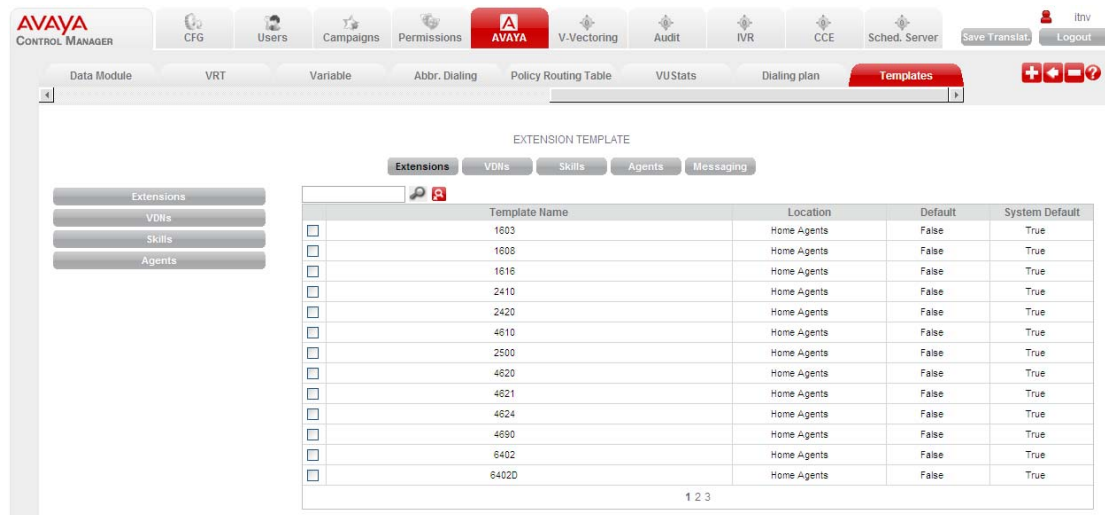 AVAYA
CONTROL MANAGER
CFG
Users
Campaigns
Permissions
AVAYA
V-Vectoring
Audit
IVR
CCE
Sched. Server
itnv
Save Translat.
Logout
Data Module
VRT
Variable
Abbr. Dialing
Policy Routing Table
VUStats
Dialing plan
Templates
EXTENSION TEMPLATE
Extensions
VDNs
Skills
Agents
Messaging
Extensions
VDNs
Skills
Agents
Template Name Location Default System Default
1603 Home Agents False True
1608 Home Agents False True
1616 Home Agents False True
2410 Home Agents False True
2420 Home Agents False True
4610 Home Agents False True
2500 Home Agents False True
4620 Home Agents False True
4621 Home Agents False True
4624 Home Agents False True
4690 Home Agents False True
6402 Home Agents False True
6402D Home Agents False True
1 2 3